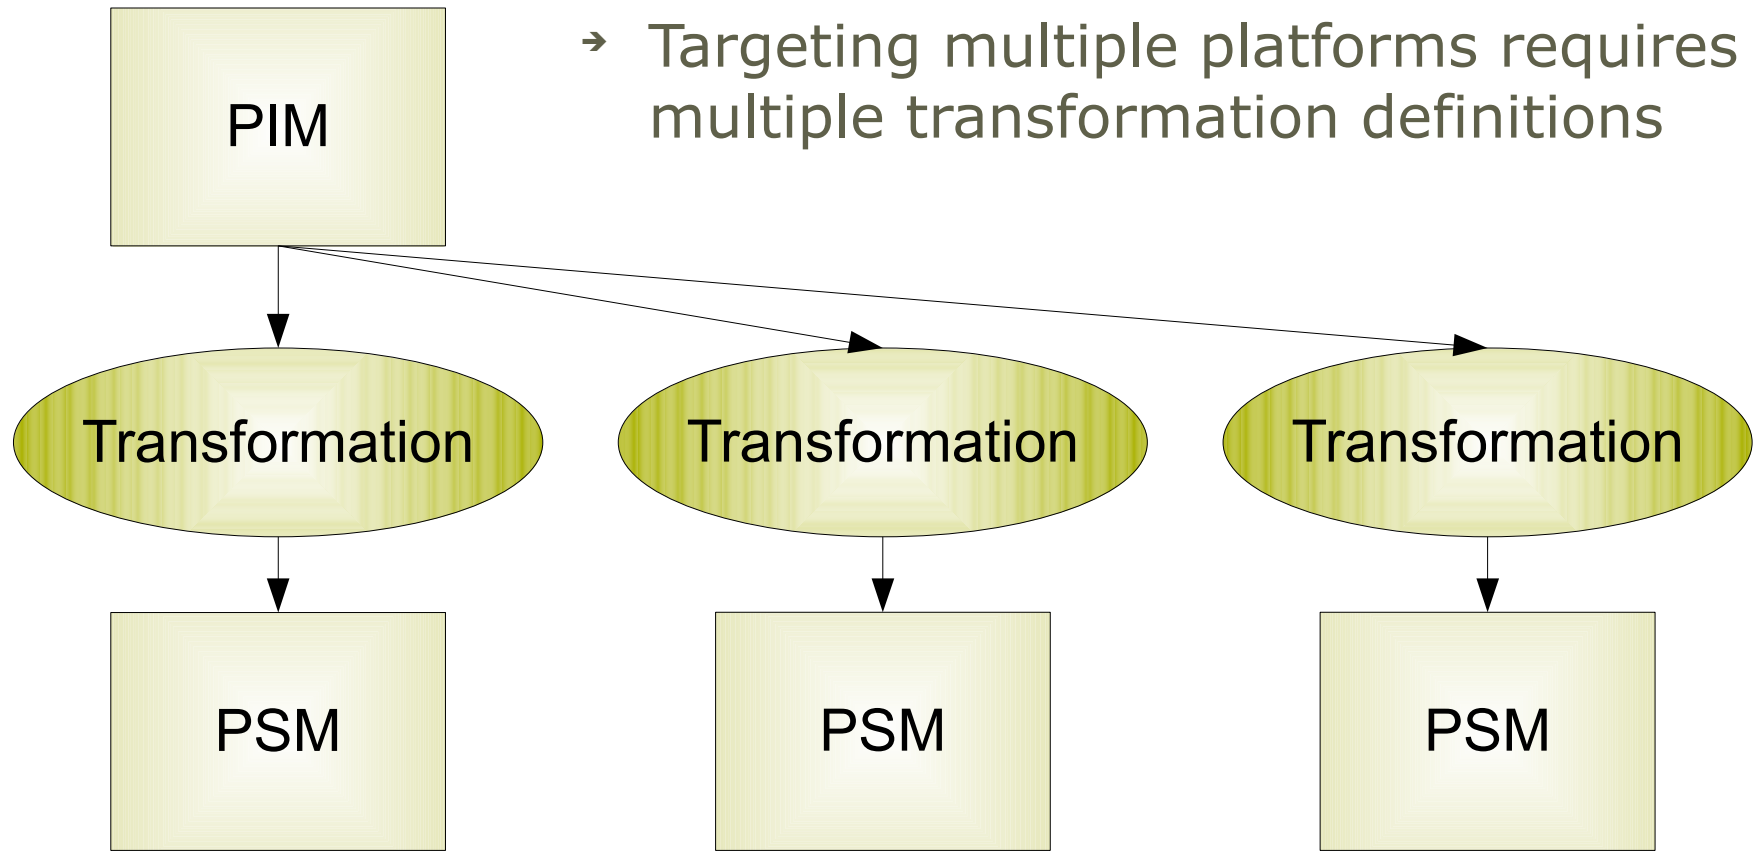 PIM
➔ Targeting multiple platforms requires
multiple transformation definitions
Transformation
Transformation
Transformation
PSM
PSM
PSM